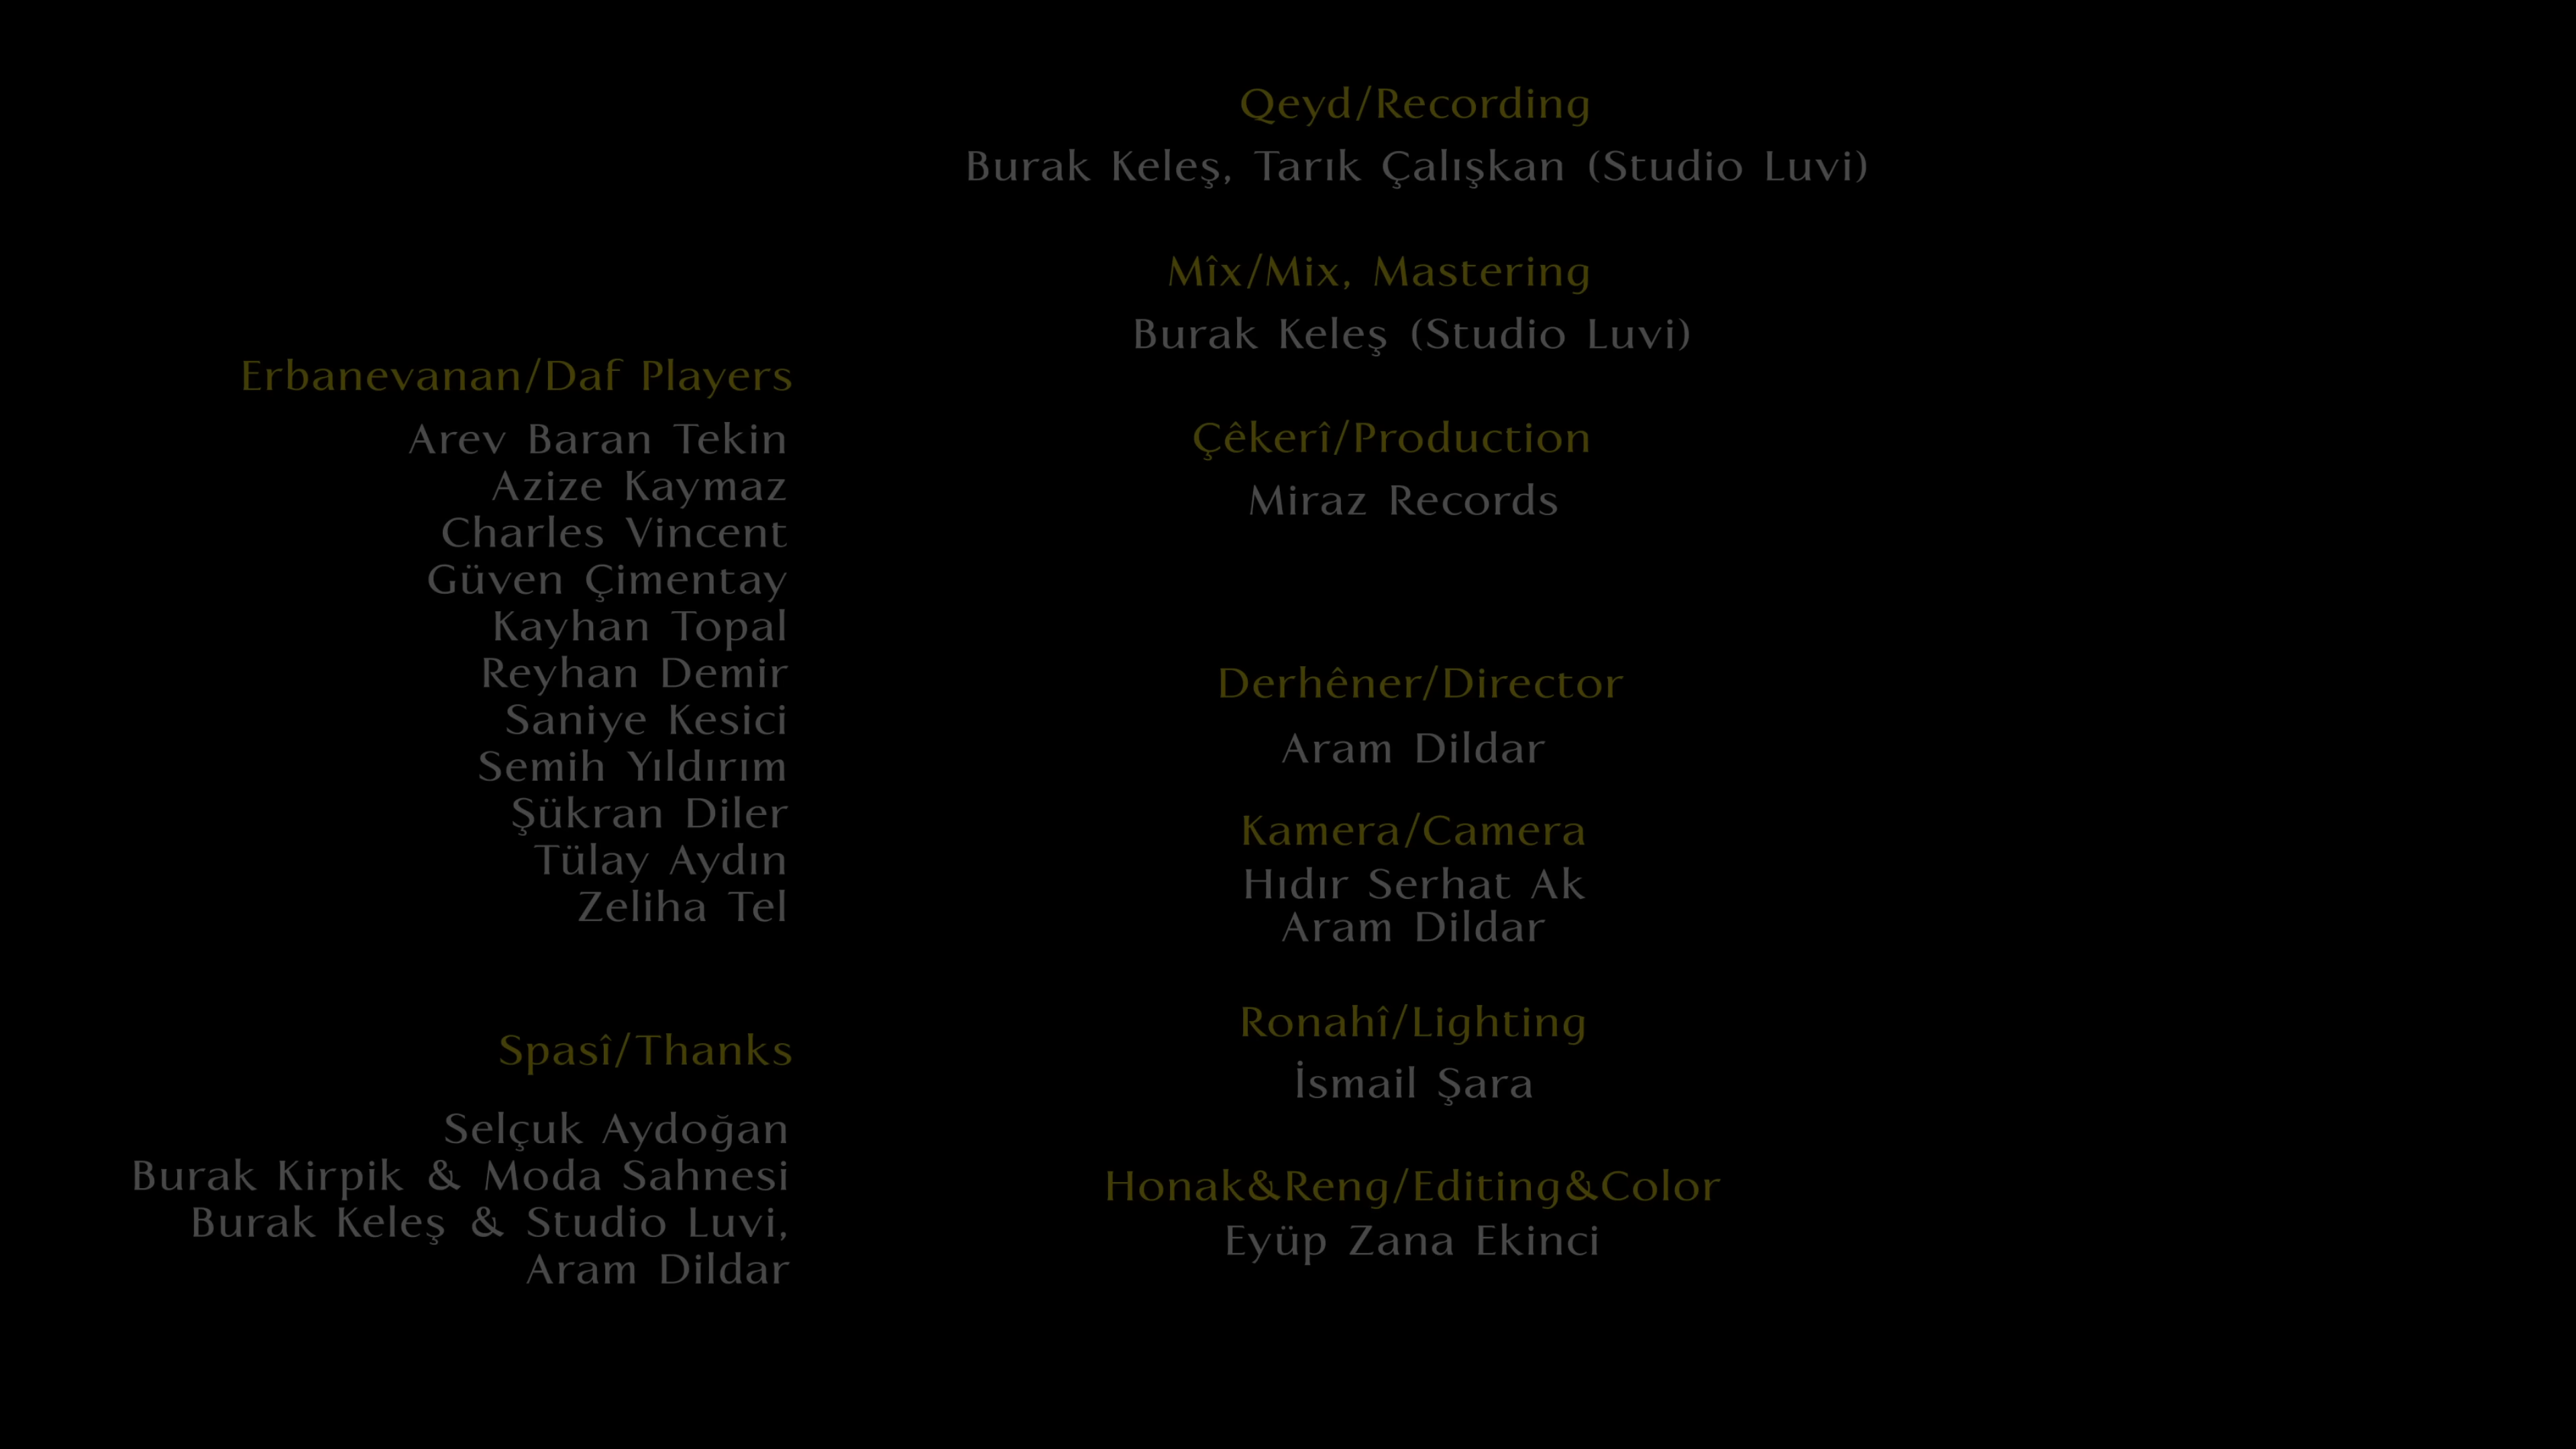 Erbanevanan/Daf Players
Arev Baran Tekin
Azize Kaymaz
Charles Vincent
Güven Çimentay
Kayhan Topal
Reyhan Demir
Saniye Kesici
Semih Yıldırım
Şükran Diler
Tülay Aydın
Zeliha Tel
Spasî/Thanks
Selçuk Aydoğan
Burak Kirpik & Moda Sahnesi
Burak Keleş & Studio Luvi,
Aram Dildar
Qeyd/Recording
Burak Keleş, Tarık Çalışkan (Studio Luvi)
Mîx/Mix, Mastering
Burak Keleş (Studio Luvi)
Çêkerî/Production
Miraz Records
Derhêner/Director
Aram Dildar
Kamera/Camera
Hıdır Serhat Ak
Aram Dildar
Ronahî/Lighting
İsmail Şara
Honak&Reng/Editing&Color
Eyüp Zana Ekinci